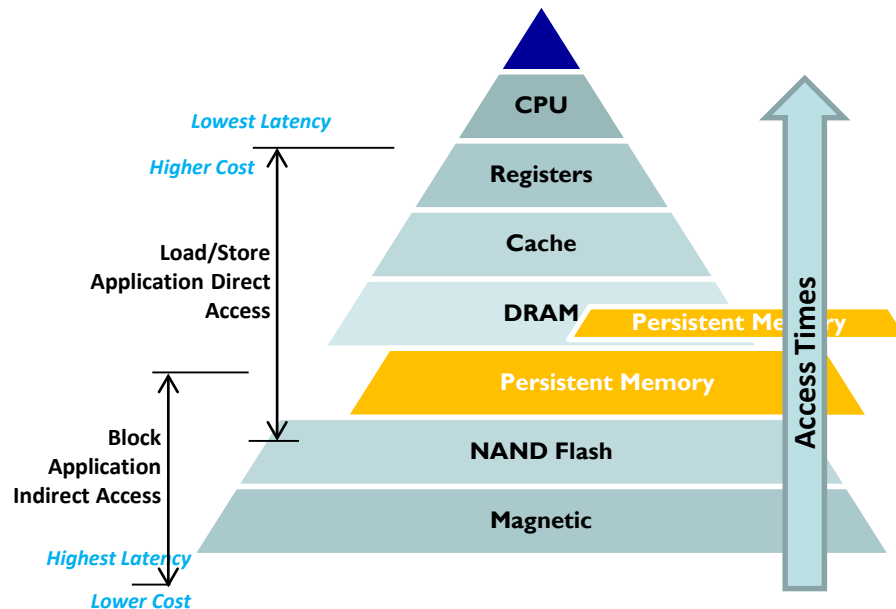 CPU
Lowest Latency
Higher Cost
Registers
Cache
Load/Store
Application Direct
Access
DRAM
Persistent Memory
Persistent Memory
Access Times
Block
Application
Indirect Access
NAND Flash
Magnetic
Highest Latency
Lower Cost